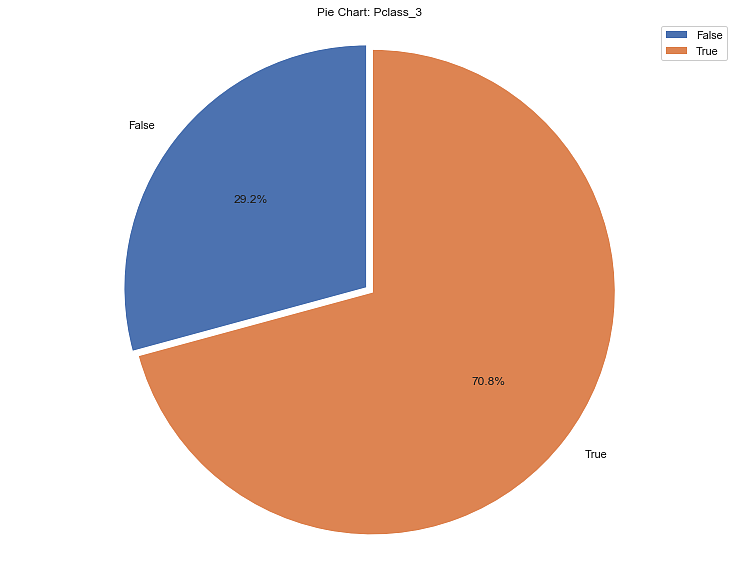 Pie Chart: Pclass_3
False
True
False
29.2%
70.8%
True